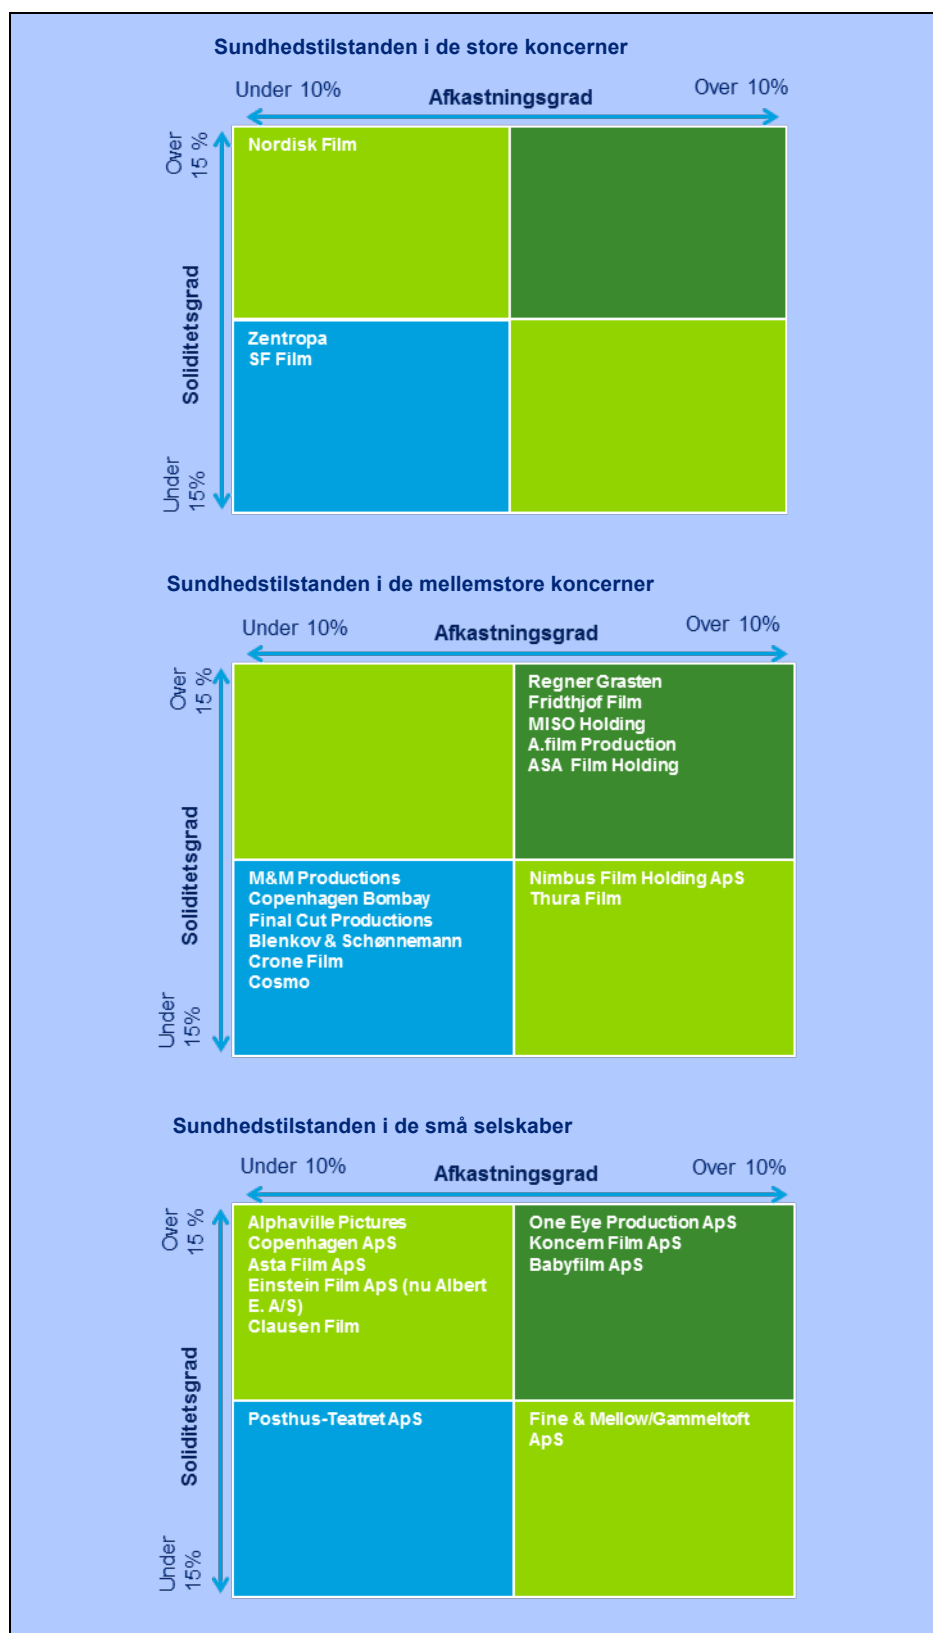 Sundhedstilstanden i de store koncerner
Under 10%
Afkastningsgrad
Over 10%
Over
15 %
Soliditetsgrad
Under
15%
Nordisk Film
Zentropa
SF Film
Sundhedstilstanden i de mellemstore koncerner
Under 10%
Afkastningsgrad
Over 10%
Over
15 %
Soliditetsgrad
Under
15%
Regner Grasten
Fridthjof Film
MISO Holding
A.film Production
ASA Film Holding
M&M Productions
Copenhagen Bombay
Final Cut Productions
Blenkov & Schønnemann
Crone Film
Cosmo
Nimbus Film Holding ApS
Thura Film
Sundhedstilstanden i de små selskaber
Under 10%
Afkastningsgrad
Over 10%
Over
15 %
Soliditetsgrad
Under
15%
Alphaville Pictures
Copenhagen ApS
Asta Film ApS
Einstein Film ApS (nu Albert
E. A/S)
Clausen Film
One Eye Production ApS
Koncern Film ApS
Babyfilm ApS
Posthus-Teatret ApS
Fine & Mellow/Gammeltoft
ApS